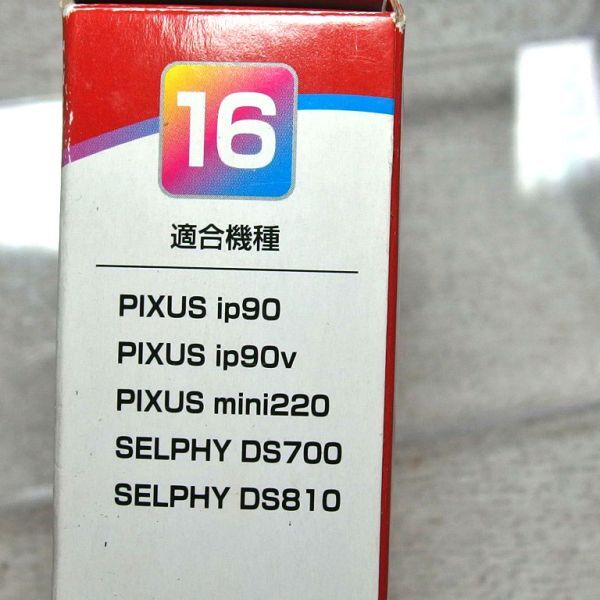 16
適合機種
PIXUS ip90
PIXUS ip90v
PIXUS mini220
SELPHY DS700
SELPHY DS810